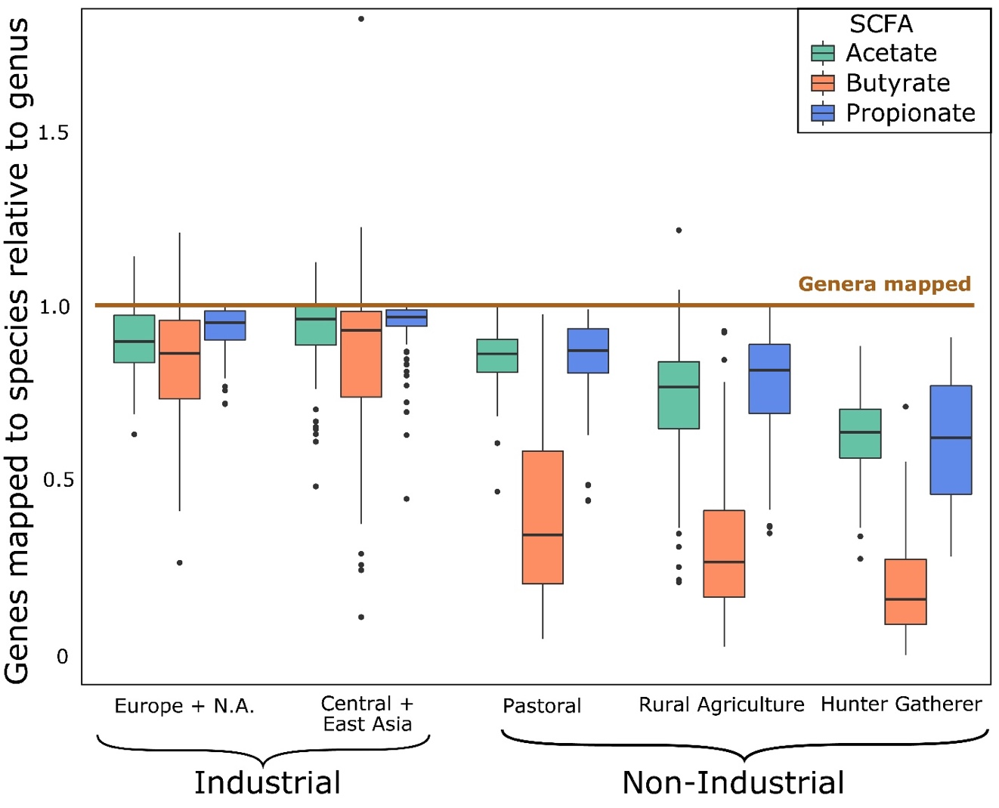 Genes mapped to species relative to genus
SCFA
Acetate
Butyrate
Propionate
1.5
Genera mapped
1.0
0.5
0
Europe + N.A.
Central +
East Asia
Pastoral
Rural Agriculture
Hunter Gatherer
Industrial
Non-Industrial